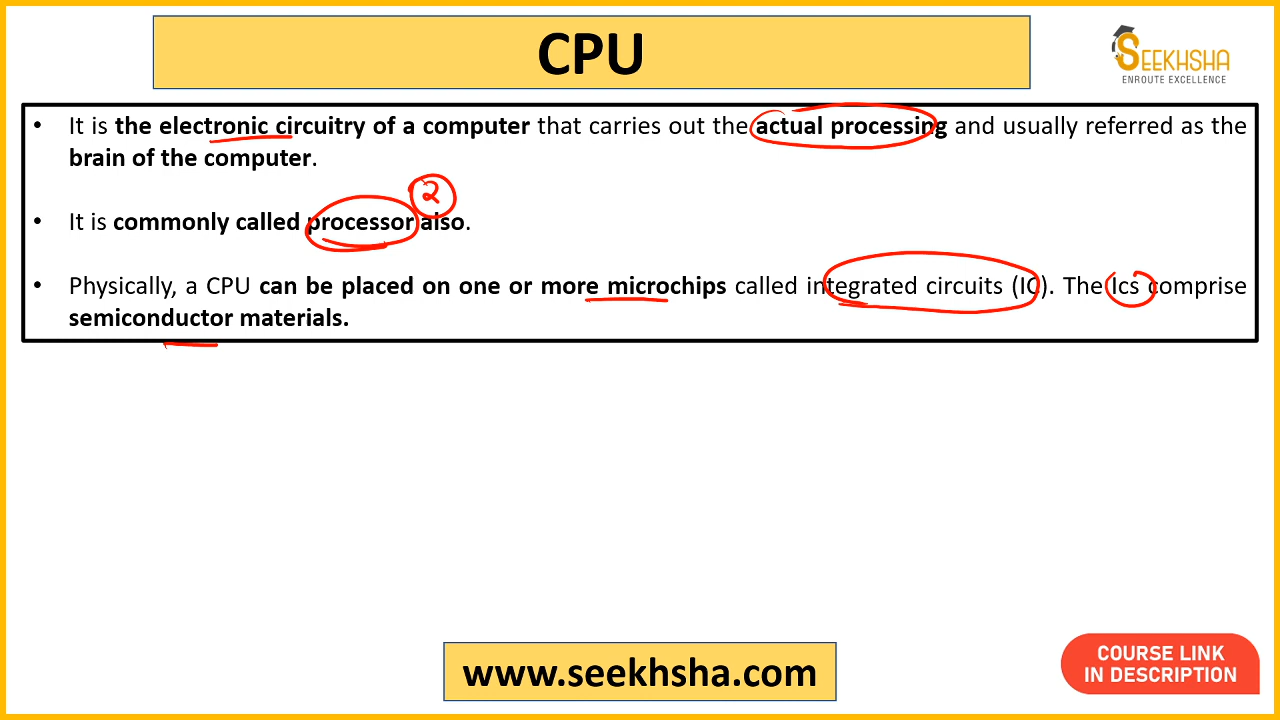 CPU
SEEKHSHA
ENROUTE EXCELLENCE
• It is the electronic circuitry of a computer that carries out the actual processing and usually referred as the
brain of the computer.
2
• It is commonly called processor also.
• Physically, a CPU can be placed on one or more microchips called integrated circuits (IC). The Ics comprise
semiconductor materials.
www.seekhsha.com
COURSE LINK
IN DESCRIPTION